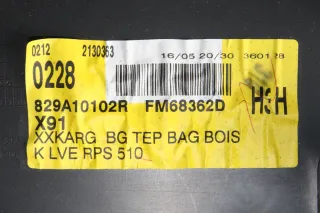 0212 2130363
16/05 20/30 360128
0228
829A10102R FM68362D
H3H
X91
XXKARG BG TEP BAG BOIS
K LVE RPS 510